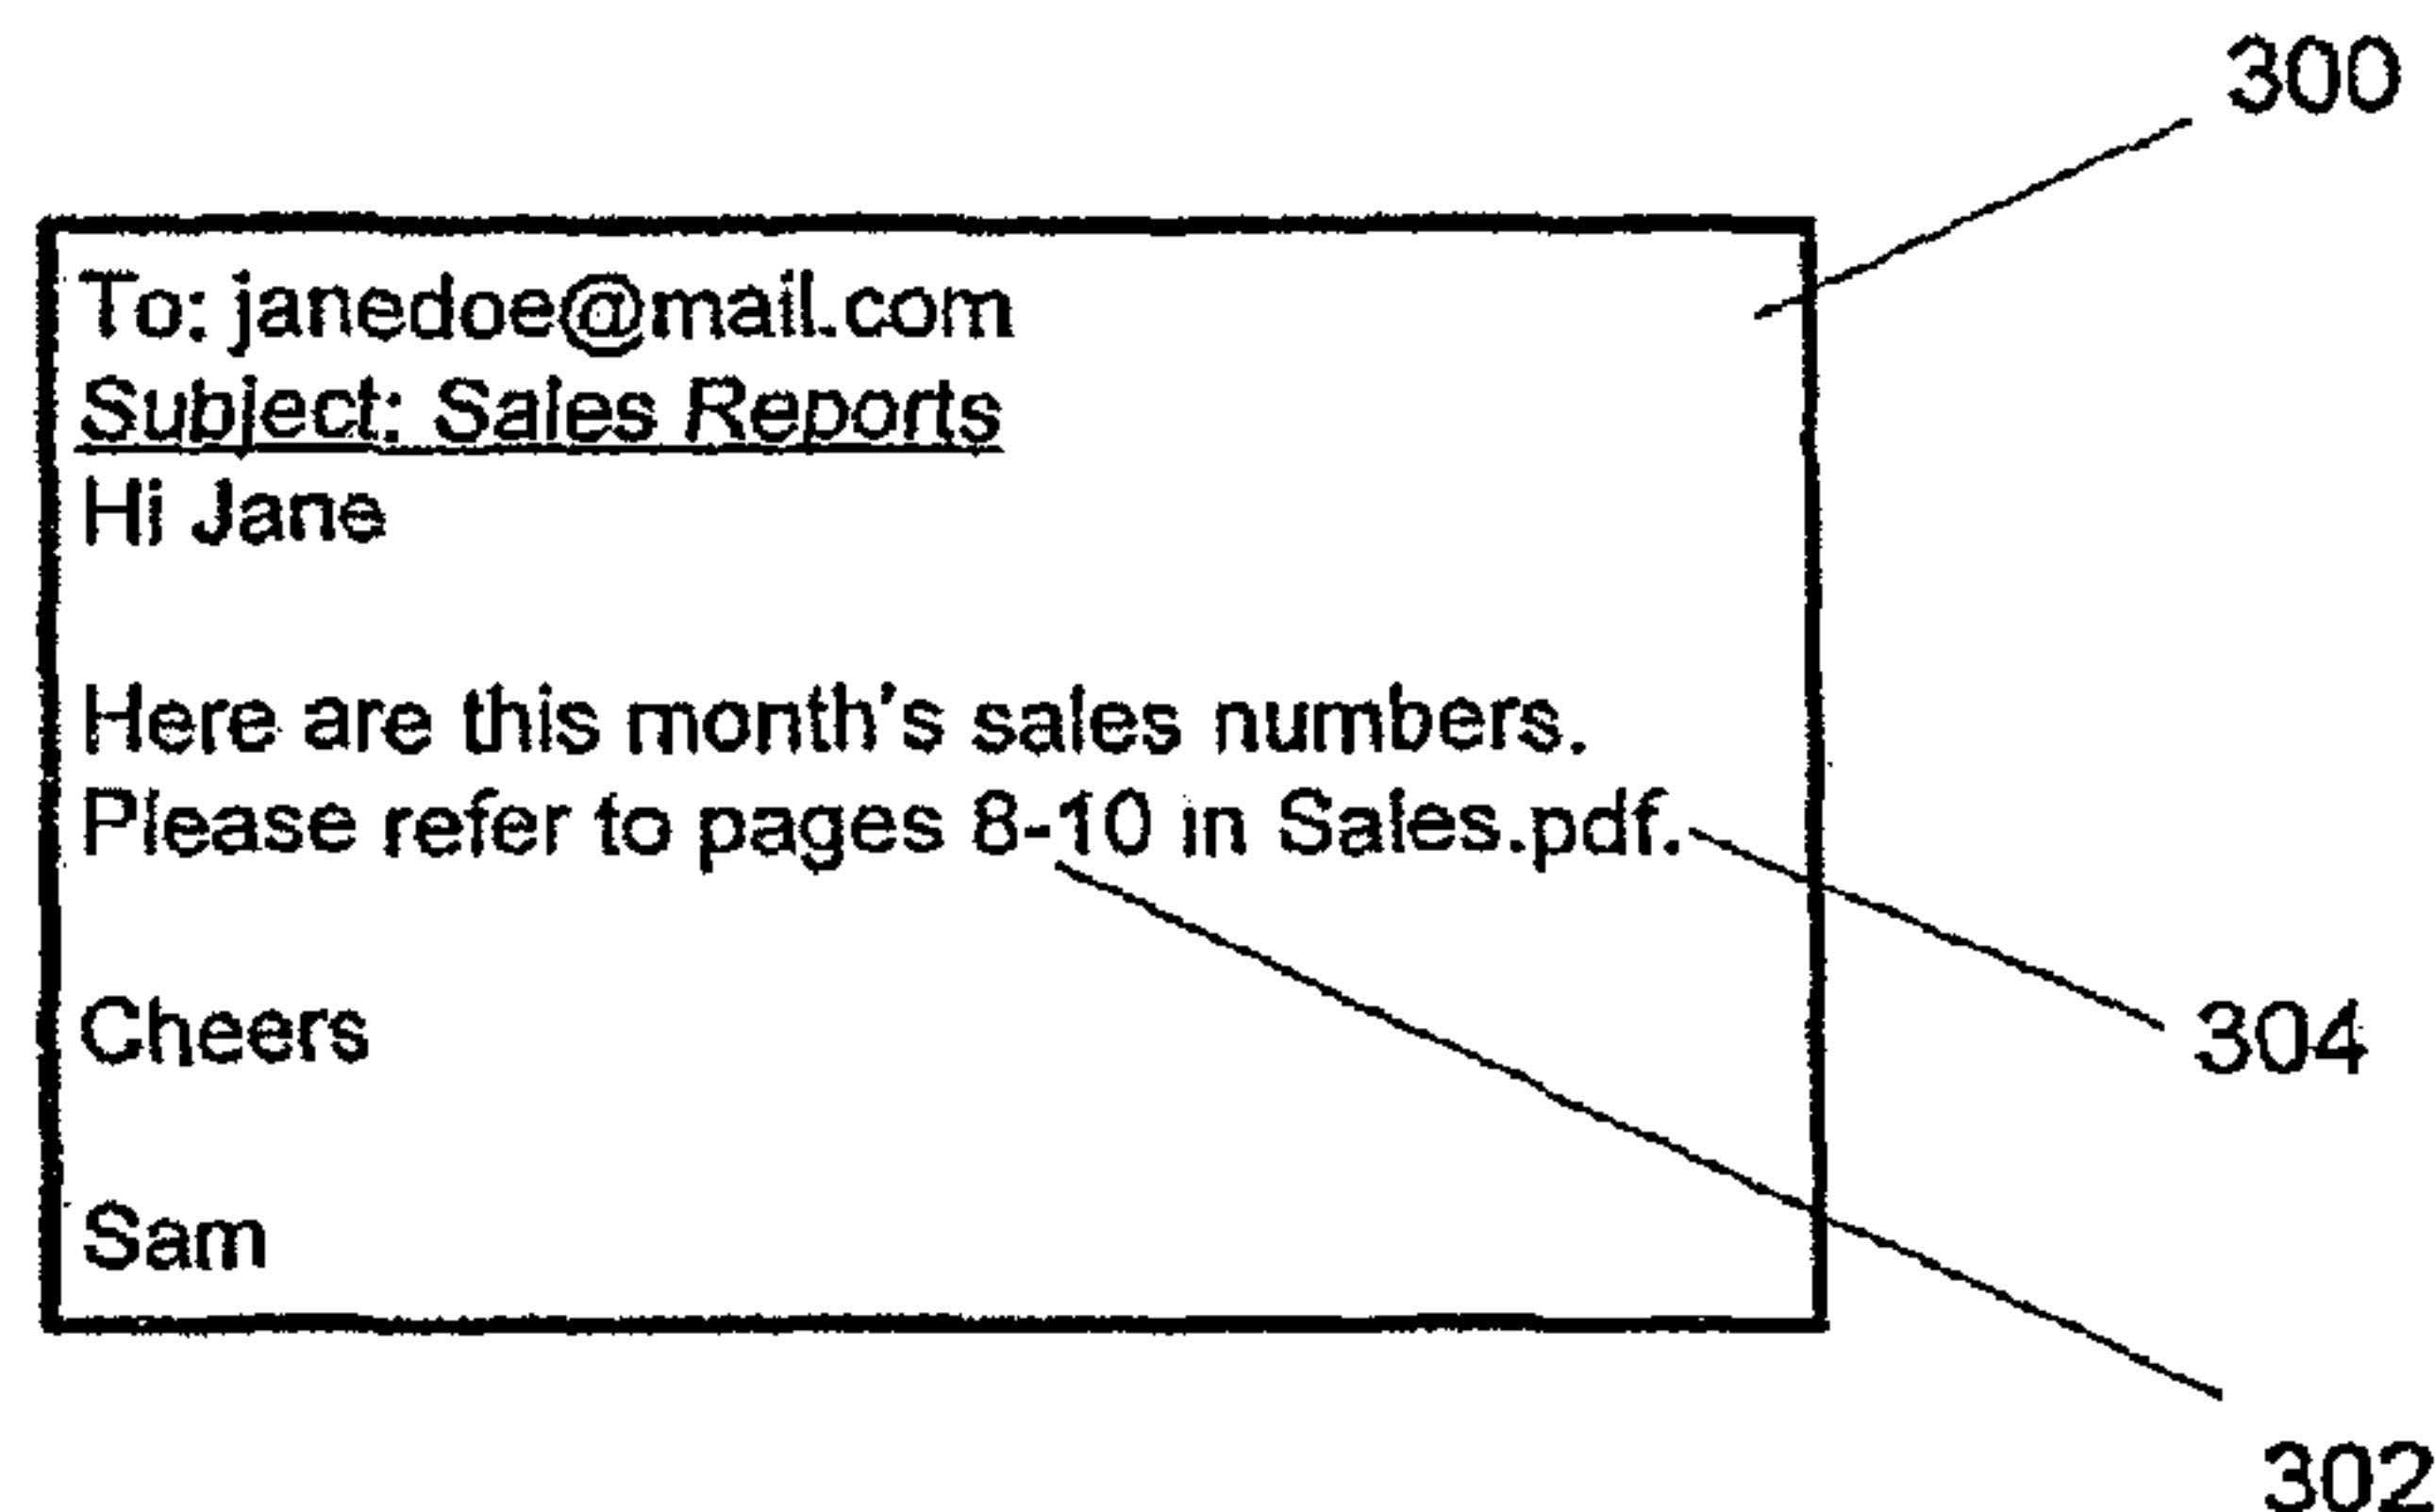 300
To: janedoe@mail.com
Subject: Sales Reports
Hi Jane
Here are this month's sales numbers.
Please refer to pages 8-10 in Sales.pdf.
Cheers
304
Sam
302